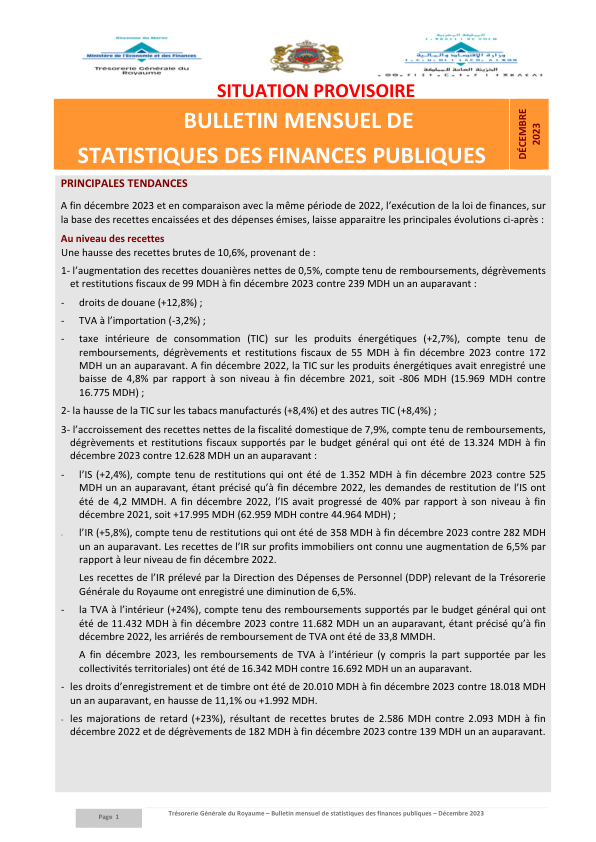 Royaume du Maroc
Ministère de l'Economie et des Finances
Trésorerie Générale du
Royaume
المملكة المغربية
وزارة الاقتصاد والمالية
الخزينة العامة للمملكة
SITUATION PROVISOIRE
BULLETIN MENSUEL DE
STATISTIQUES DES FINANCES PUBLIQUES
DÉCEMBRE
2023
PRINCIPALES TENDANCES
A fin décembre 2023 et en comparaison avec la même période de 2022, l'exécution de la loi de finances, sur
la base des recettes encaissées et des dépenses émises, laisse apparaitre les principales évolutions ci-après :
Au niveau des recettes
Une hausse des recettes brutes de 10,6%, provenant de :
1- l'augmentation des recettes douanières nettes de 0,5%, compte tenu de remboursements, dégrèvements
et restitutions fiscaux de 99 MDH à fin décembre 2023 contre 239 MDH un an auparavant :
- droits de douane (+12,8%) ;
- TVA à l'importation (-3,2%) ;
- taxe intérieure de consommation (TIC) sur les produits énergétiques (+2,7%), compte tenu de
remboursements, dégrèvements et restitutions fiscaux de 55 MDH à fin décembre 2023 contre 172
MDH un an auparavant. A fin décembre 2022, la TIC sur les produits énergétiques avait enregistré une
baisse de 4,8% par rapport à son niveau à fin décembre 2021, soit -806 MDH (15.969 MDH contre
16.775 MDH) ;
2- la hausse de la TIC sur les tabacs manufacturés (+8,4%) et des autres TIC (+8,4%) ;
3- l'accroissement des recettes nettes de la fiscalité domestique de 7,9%, compte tenu de remboursements,
dégrèvements et restitutions fiscaux supportés par le budget général qui ont été de 13.324 MDH à fin
décembre 2023 contre 12.628 MDH un an auparavant :
- l'IS (+2,4%), compte tenu de restitutions qui ont été de 1.352 MDH à fin décembre 2023 contre 525
MDH un an auparavant, étant précisé qu'à fin décembre 2022, les demandes de restitution de l'IS ont
été de 4,2 MMDH. A fin décembre 2022, l'IS avait progressé de 40% par rapport à son niveau à fin
décembre 2021, soit +17.995 MDH (62.959 MDH contre 44.964 MDH) ;
- l'IR (+5,8%), compte tenu de restitutions qui ont été de 358 MDH à fin décembre 2023 contre 282 MDH
un an auparavant. Les recettes de l'IR sur profits immobiliers ont connu une augmentation de 6,5% par
rapport à leur niveau de fin décembre 2022.
Les recettes de l'IR prélevé par la Direction des Dépenses de Personnel (DDP) relevant de la Trésorerie
Générale du Royaume ont enregistré une diminution de 6,5%.
- la TVA à l'intérieur (+24%), compte tenu des remboursements supportés par le budget général qui ont
été de 11.432 MDH à fin décembre 2023 contre 11.682 MDH un an auparavant, étant précisé qu'à fin
décembre 2022, les arriérés de remboursement de TVA ont été de 33,8 MMDH.
A fin décembre 2023, les remboursements de TVA à l'intérieur (y compris la part supportée par les
collectivités territoriales) ont été de 16.342 MDH contre 16.692 MDH un an auparavant.
- les droits d'enregistrement et de timbre ont été de 20.010 MDH à fin décembre 2023 contre 18.018 MDH
un an auparavant, en hausse de 11,1% ou +1.992 MDH.
- les majorations de retard (+23%), résultant de recettes brutes de 2.586 MDH contre 2.093 MDH à fin
décembre 2022 et de dégrèvements de 182 MDH à fin décembre 2023 contre 139 MDH un an auparavant.
Page 1
Trésorerie Générale du Royaume – Bulletin mensuel de statistiques des finances publiques – Décembre 2023